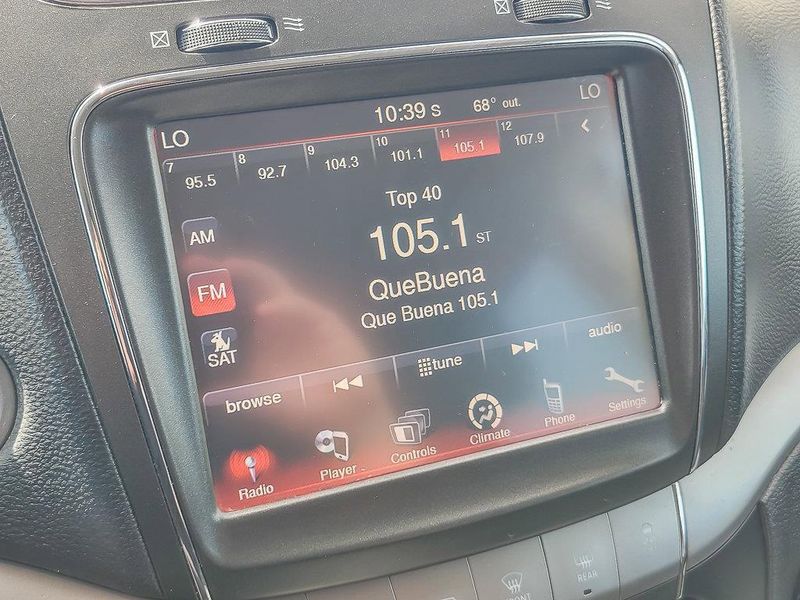 10:39 S 68° out.
LO LO
7 95.5 8 92.7 9 104.3 10 101.1 11 105.1 12 107.9
Top 40
AM
105.1 ST
FM
QueBuena
Que Buena 105.1
SAT
browse tune audio
Radio Player Controls Climate Phone Settings
FRONT REAR